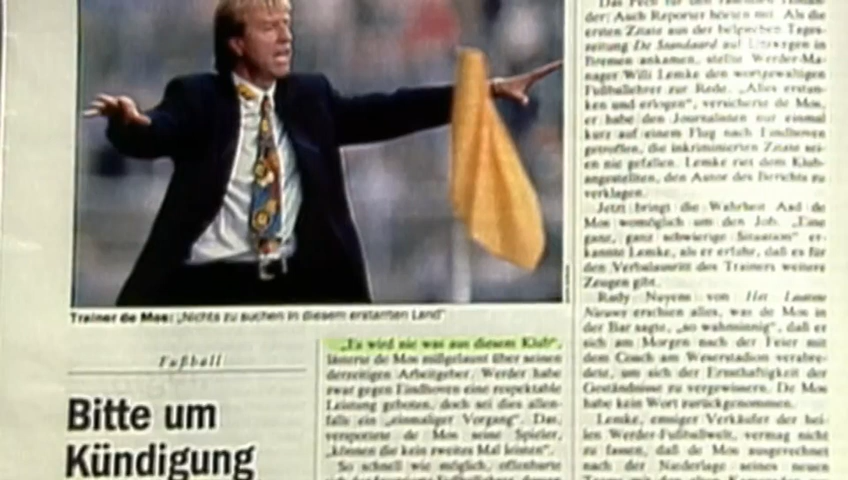 Trainer de Mos: „Nichts zu suchen in diesem erstarrten Land"
Fußball
Bitte um
Kündigung
„Es wird nie was aus diesem Klub",
lästerte de Mos mißgelaunt über seinen
derzeitigen Arbeitgeber. Werder habe
zwar gegen Eindhoven eine respektable
Leistung geboten, doch sei dies allen-
falls ein „einmaliger Vorgang". Das,
verspottete de Mos seine Spieler,
„können die kein zweites Mal leisten".
So schnell wie möglich, offenbarte
der: Auch Reporter hörten mit. Als die
ersten Zitate aus der belgischen Tages-
zeitung De Standaard auf Umwegen in
Bremen ankamen, stellte Werder-Ma-
nager Willi Lemke den wortgewaltigen
Fußballehrer zur Rede. „Alles erstun-
ken und erlogen", versicherte de Mos,
er habe den Journalisten nur einmal
kurz auf einem Flug nach Eindhoven
getroffen, die inkriminierten Zitate sei-
en nie gefallen. Lemke riet dem Klub-
angestellten, den Autor des Berichts zu
verklagen.
Jetzt bringt die Wahrheit Aad de
Mos womöglich um den Job. „Eine
ganz, ganz schwierige Situation" er-
kannte Lemke, als er erfuhr, daß es für
den Verbalausritt des Trainers weitere
Zeugen gibt.
Rudy Nuyens von Het Laatste
Nieuws erschien alles, was de Mos in
der Bar sagte, „so wahnsinnig", daß er
sich am Morgen nach der Feier mit
dem Coach am Weserstadion verabre-
dete, um sich der Ernsthaftigkeit der
Geständnisse zu vergewissern. De Mos
habe kein Wort zurückgenommen.
Lemke, emsiger Verkäufer der hei-
len Werder-Fußballwelt, vermag nicht
zu fassen, daß de Mos ausgerechnet
nach der Niederlage seines neuen